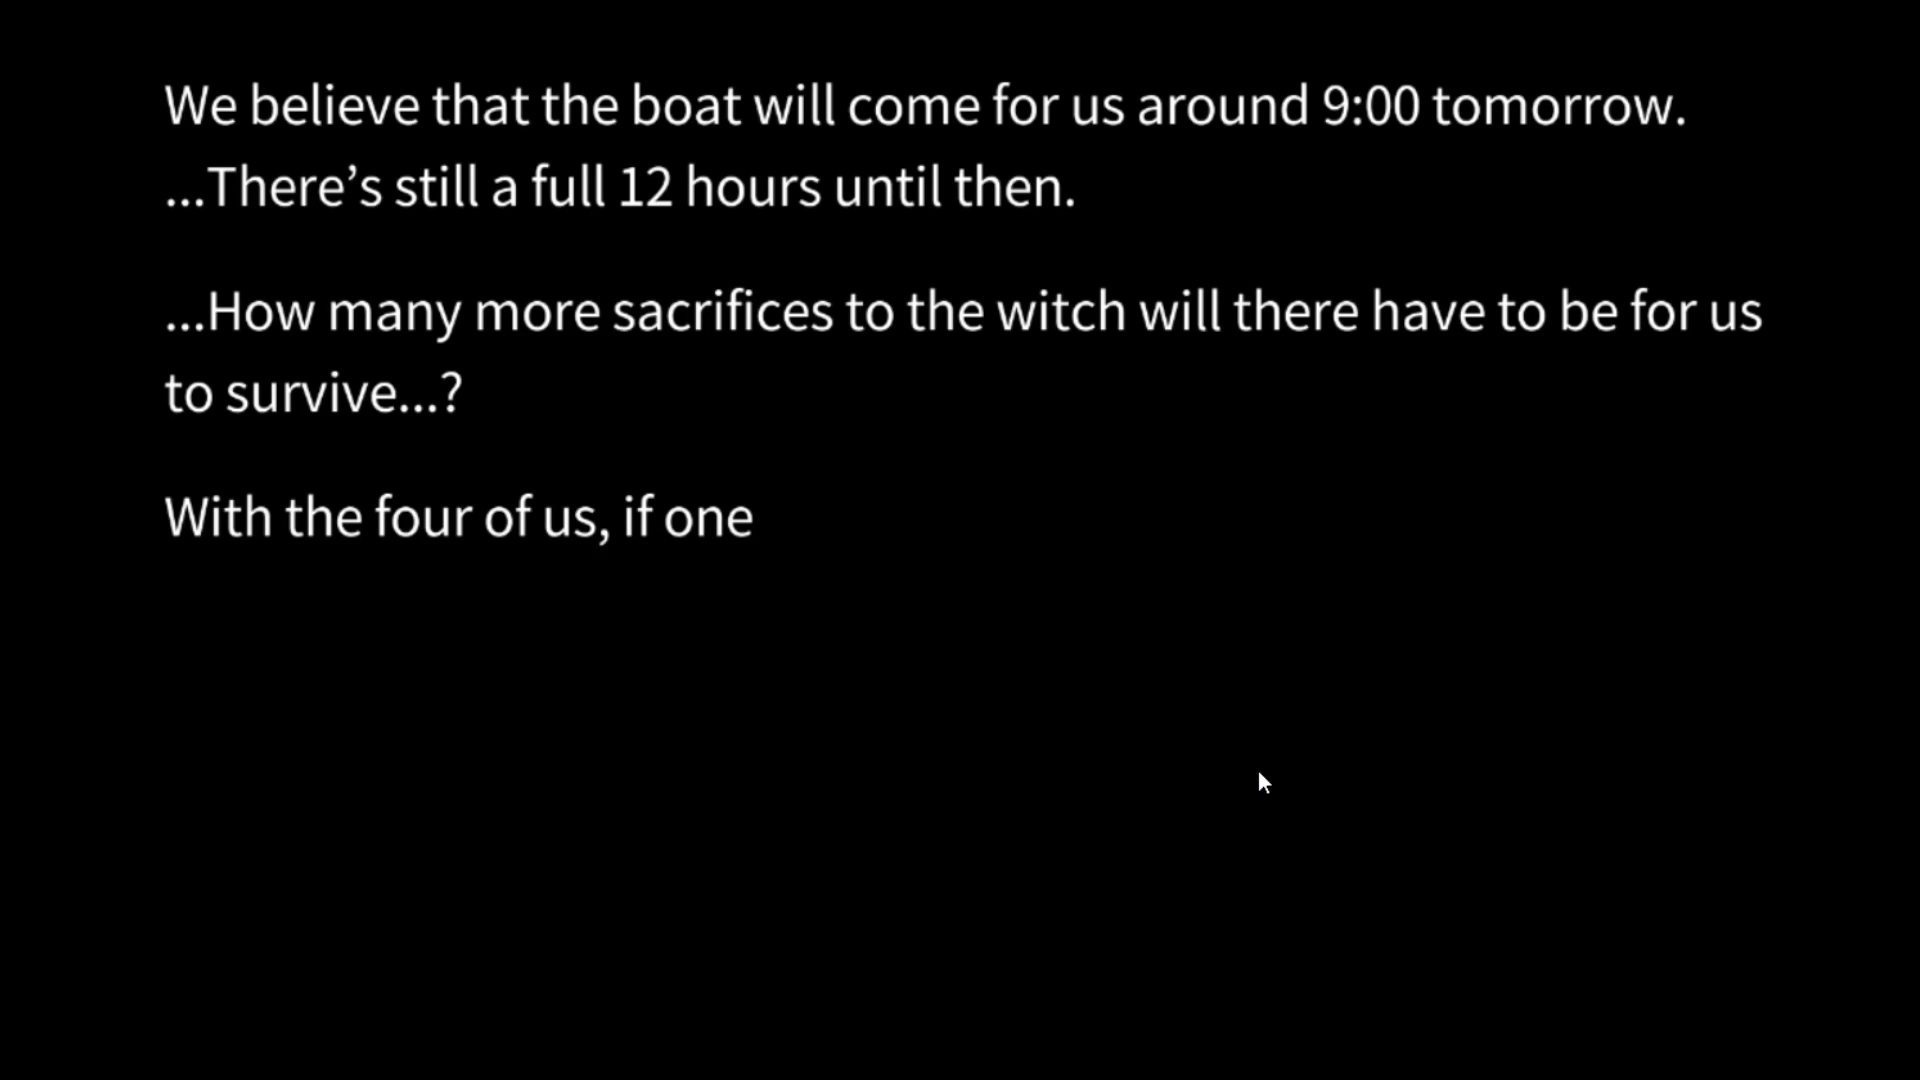 We believe that the boat will come for us around 9:00 tomorrow.
...There’s still a full 12 hours until then.
...How many more sacrifices to the witch will there have to be for us
to survive...?
With the four of us, if one